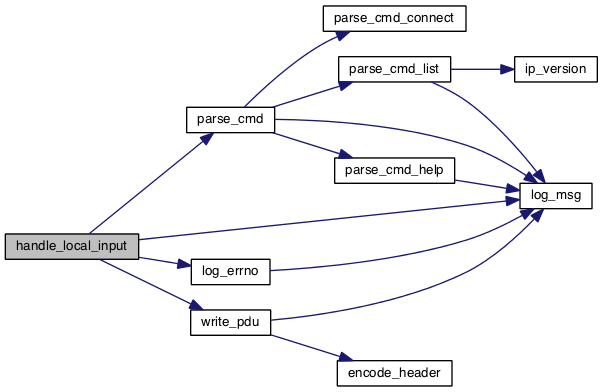 parse_cmd_connect
parse_cmd_list
ip_version
parse_cmd
parse_cmd_help
log_msg
handle_local_input
log_errno
write_pdu
encode_header